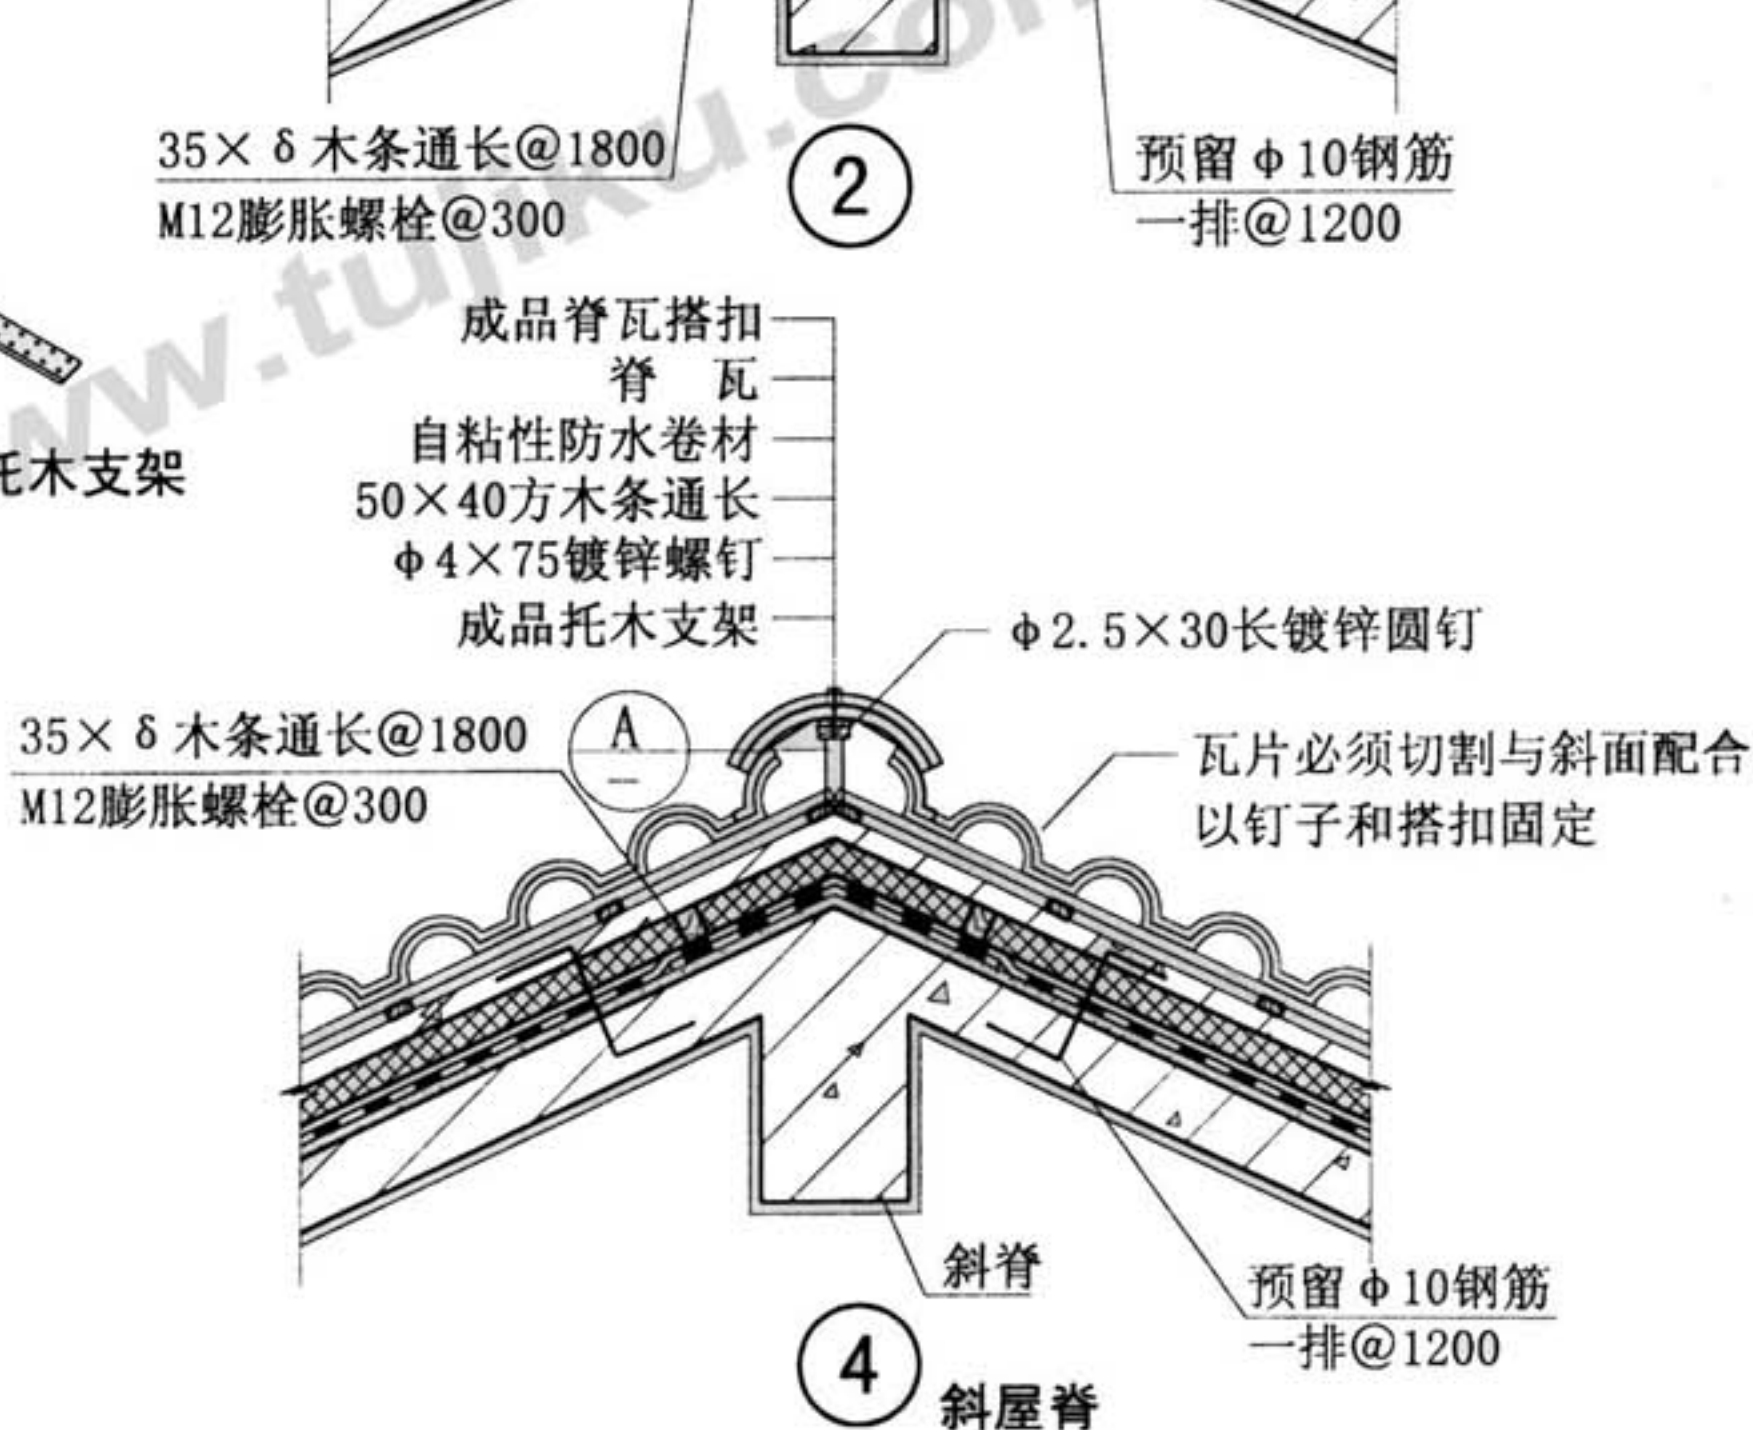 35×δ木条通长@1800
M12膨胀螺栓@300
2
预留φ10钢筋
一排@1200
www.tujiku.com
托木支架
成品脊瓦搭扣
脊 瓦
自粘性防水卷材
50×40方木条通长
φ4×75镀锌螺钉
成品托木支架
φ2.5×30长镀锌圆钉
35×δ木条通长@1800
M12膨胀螺栓@300
A
瓦片必须切割与斜面配合
以钉子和搭扣固定
斜脊
预留φ10钢筋
一排@1200
4
斜屋脊